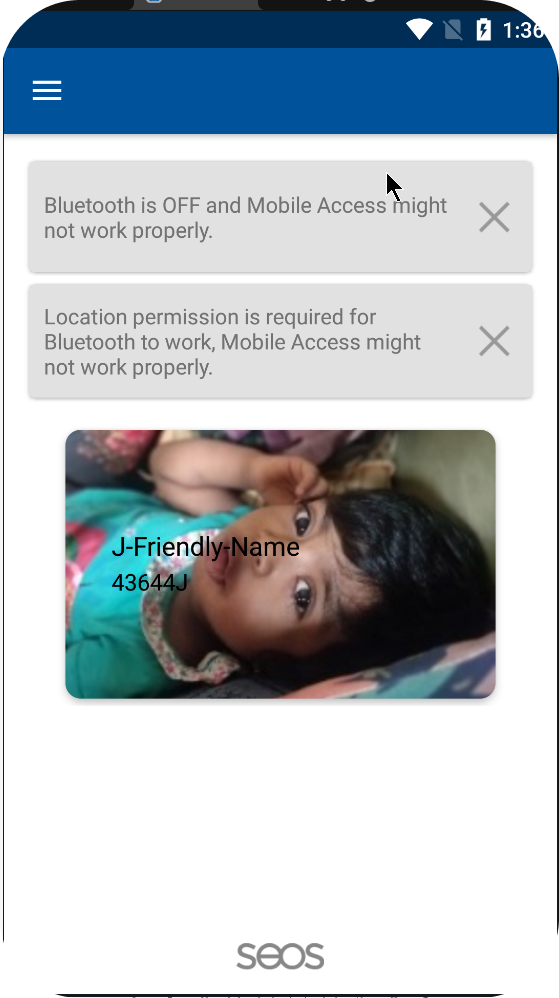 1:36
Bluetooth is OFF and Mobile Access might
not work properly.
Location permission is required for
Bluetooth to work, Mobile Access might
not work properly.
J-Friendly-Name
43644J
seos